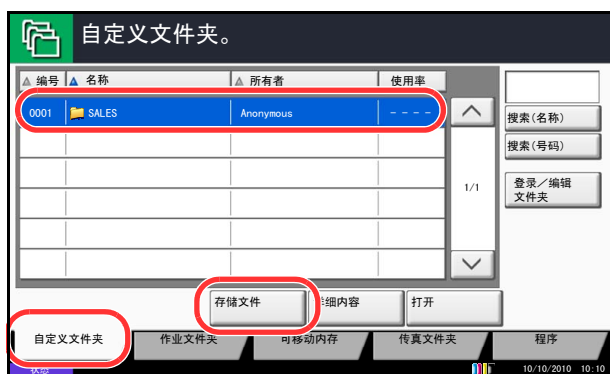 自定义文件夹。
编号 名称 所有者 使用率
0001 SALES Anonymous - - - -
搜索(名称)
搜索(号码)
1/1
登录／编辑
文件夹
存储文件 详细内容 打开
自定义文件夹 作业文件夹 可移动内存 传真文件夹 程序
状态 10/10/2010 10:10